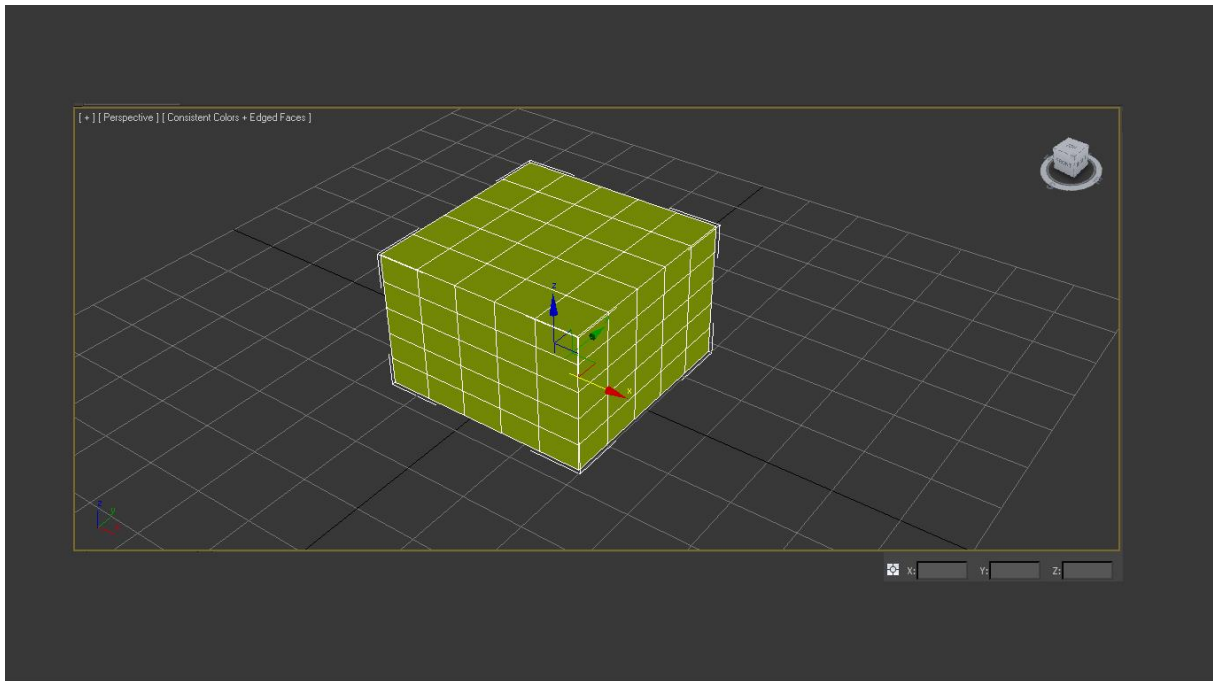 [ + ] [ Perspective ] [ Consistent Colors + Edged Faces ]
z
x
z
y
X: Y: Z: